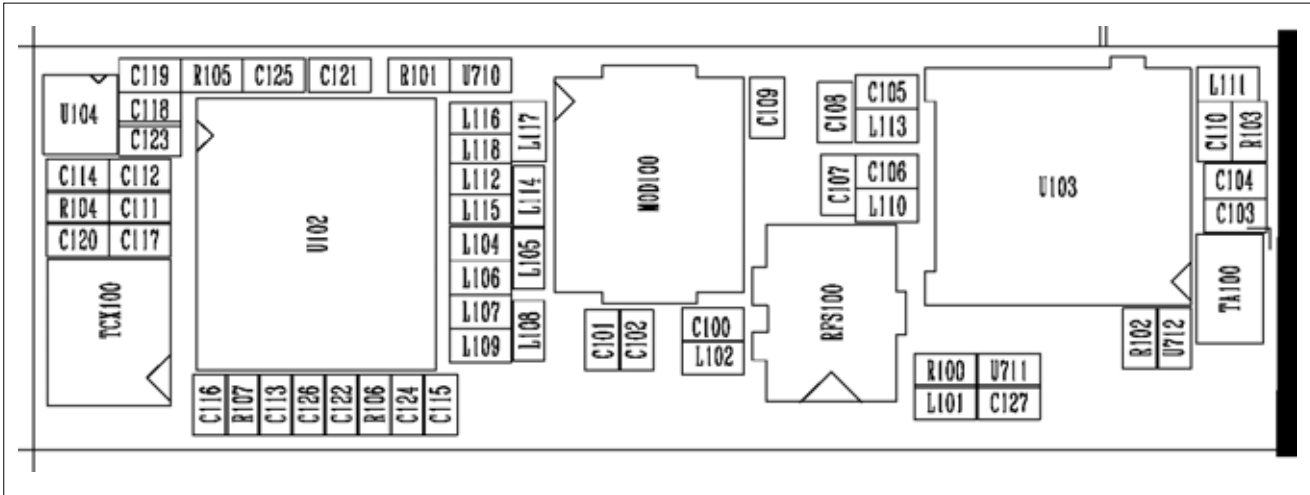 C119 R105 C125 C121 R101 U710
U104 C118
C123
C114 C112
R104 C111
C120 C117
TCX100
U102
L116 L117
L118
L112 L114
L115
L104 L105
L106
L107 L108
L109
C116 R107 C113 C126 C122 R106 C124 C115
MOD100
C109
C101 C102
C100
L102
C108 C105
L113
C107 C106
L110
RFS100
U103
R100 U711
L101 C127
R102 U712
L111
C110 R103
C104
C103
TA100